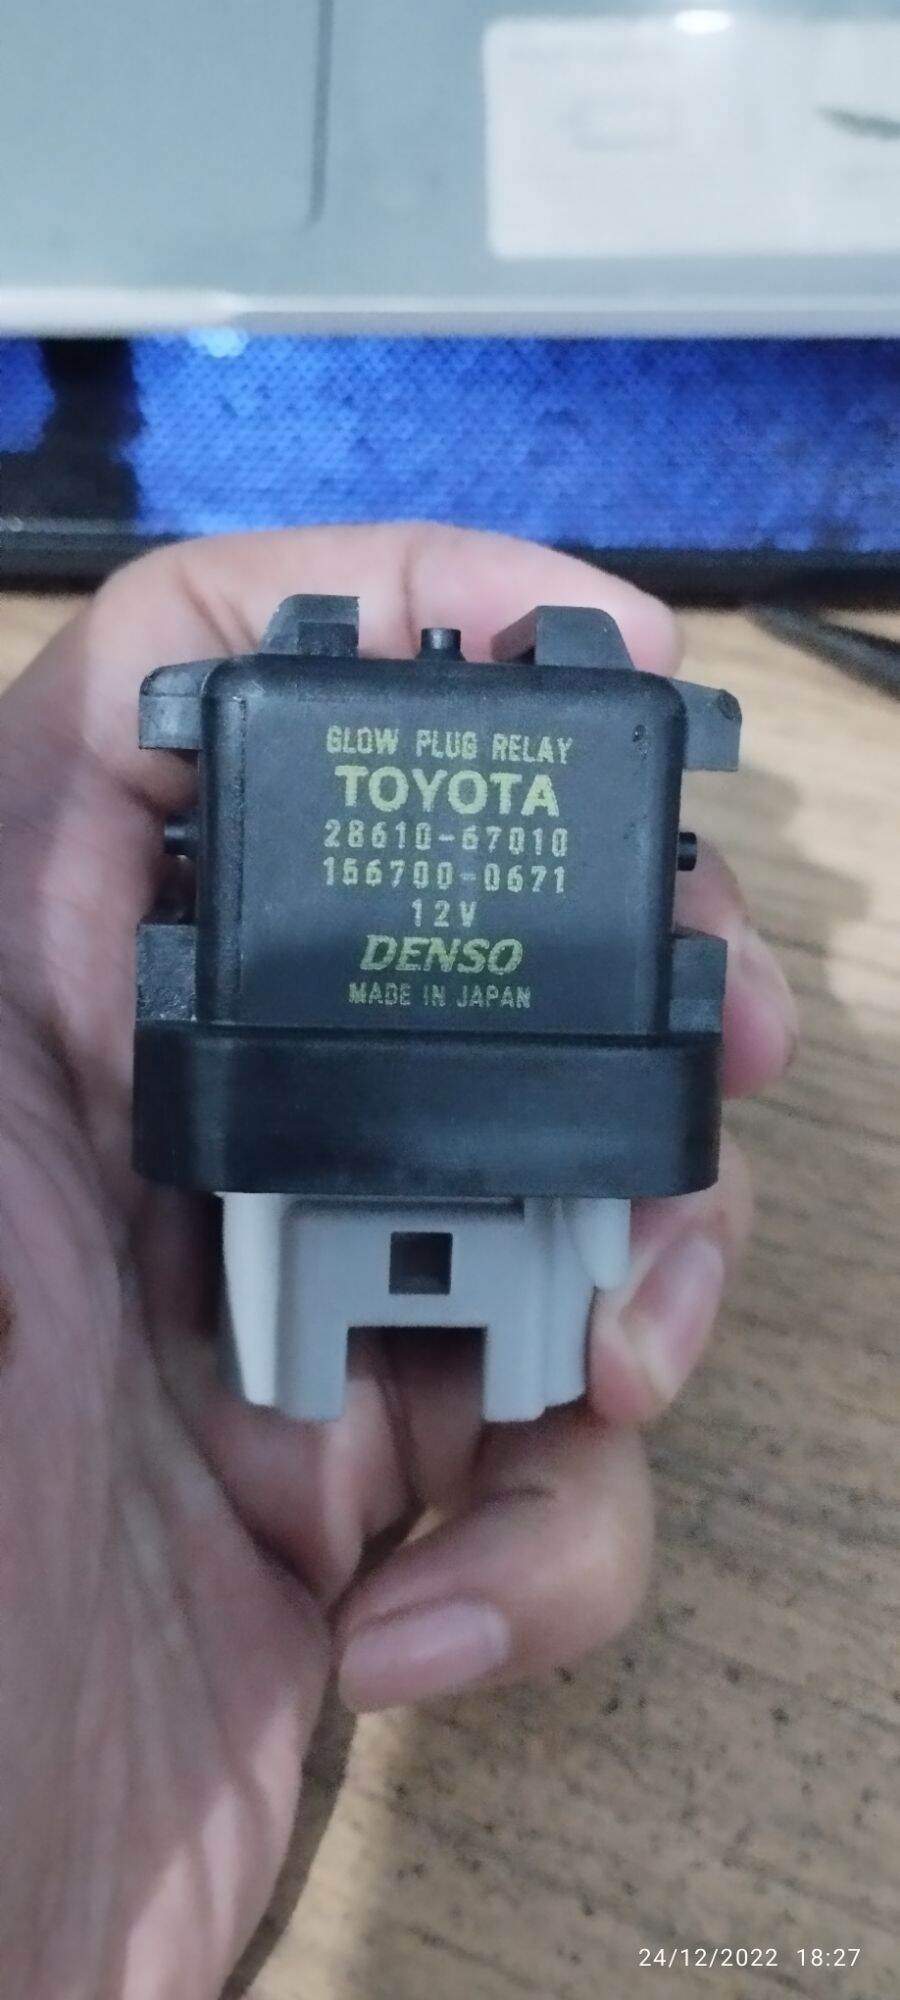 GLOW PLUG RELAY
TOYOTA
28610-67010
156700-0671
12V
DENSO
MADE IN JAPAN
24/12/2022 18:27